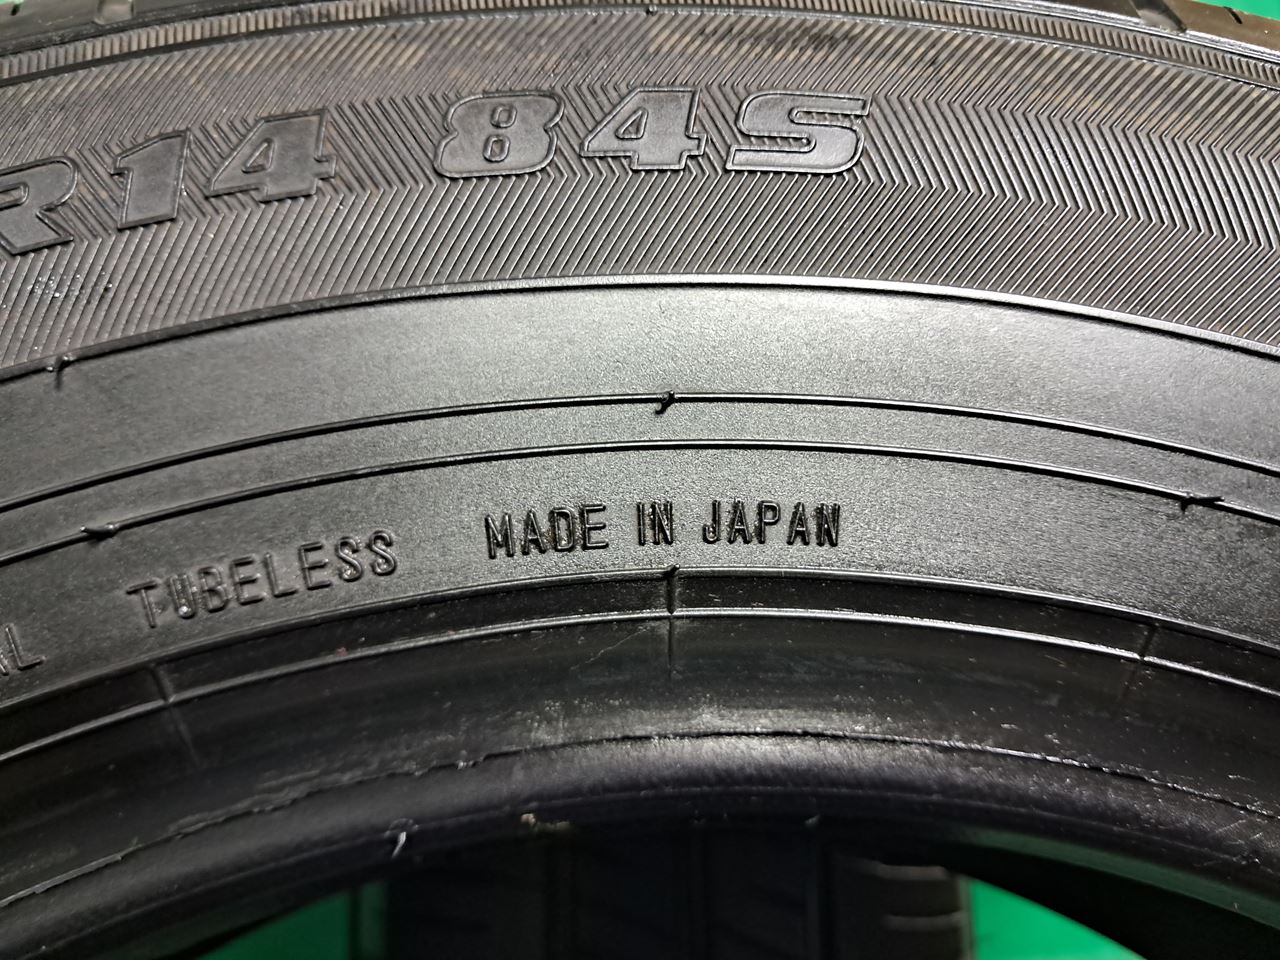 R14 84S
TUBELESS MADE IN JAPAN